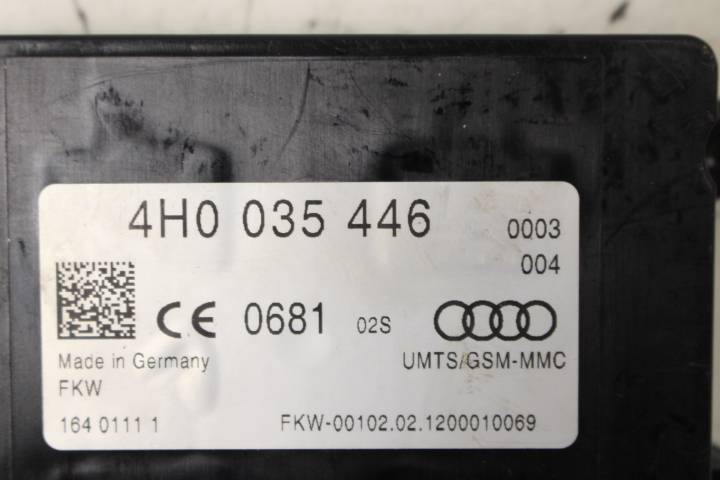 4H0 035 446 0003
004
CE 0681 02S
Made in Germany UMTS/GSM-MMC
FKW
164 0111 1 FKW-00102.02.1200010069